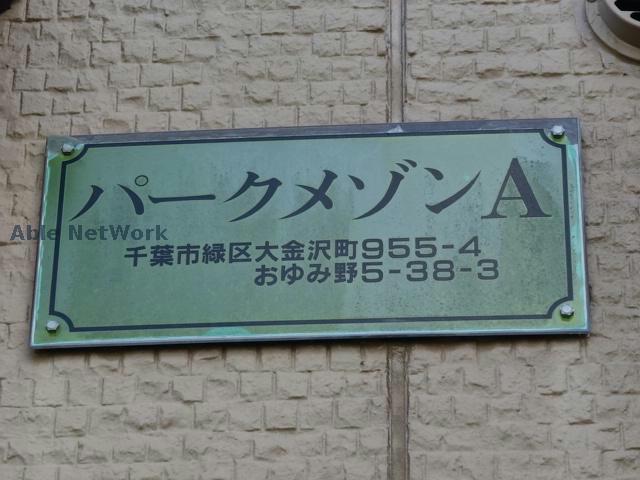 パークメゾンA
Able NetWork
千葉市緑区大金沢町955-4
おゆみ野5-38-3